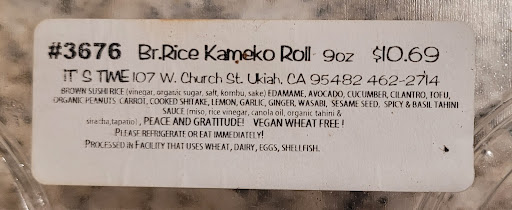 #3676 Br.Rice Kameko Roll 9oz $10.69
IT S TIME 107 W. Church St. Ukiah, CA 95482 462-2714
BROWN SUSHI RICE (vinegar, organic sugar, salt, kombu, sake) EDAMAME, AVOCADO, CUCUMBER, CILANTRO, TOFU,
ORGANIC PEANUTS CARROT, COOKED SHITAKE, LEMON, GARLIC, GINGER, WASABI, SESAME SEED, SPICY & BASIL TAHINI
SAUCE (miso, rice vinegar, canola oil, organic tahini &
siracha,tapatio) , PEACE AND GRATITUDE! VEGAN WHEAT FREE !
PLEASE REFRIGERATE OR EAT IMMEDIATELY!
PROCESSED IN FACILITY THAT USES WHEAT, DAIRY, EGGS, SHELLFISH.